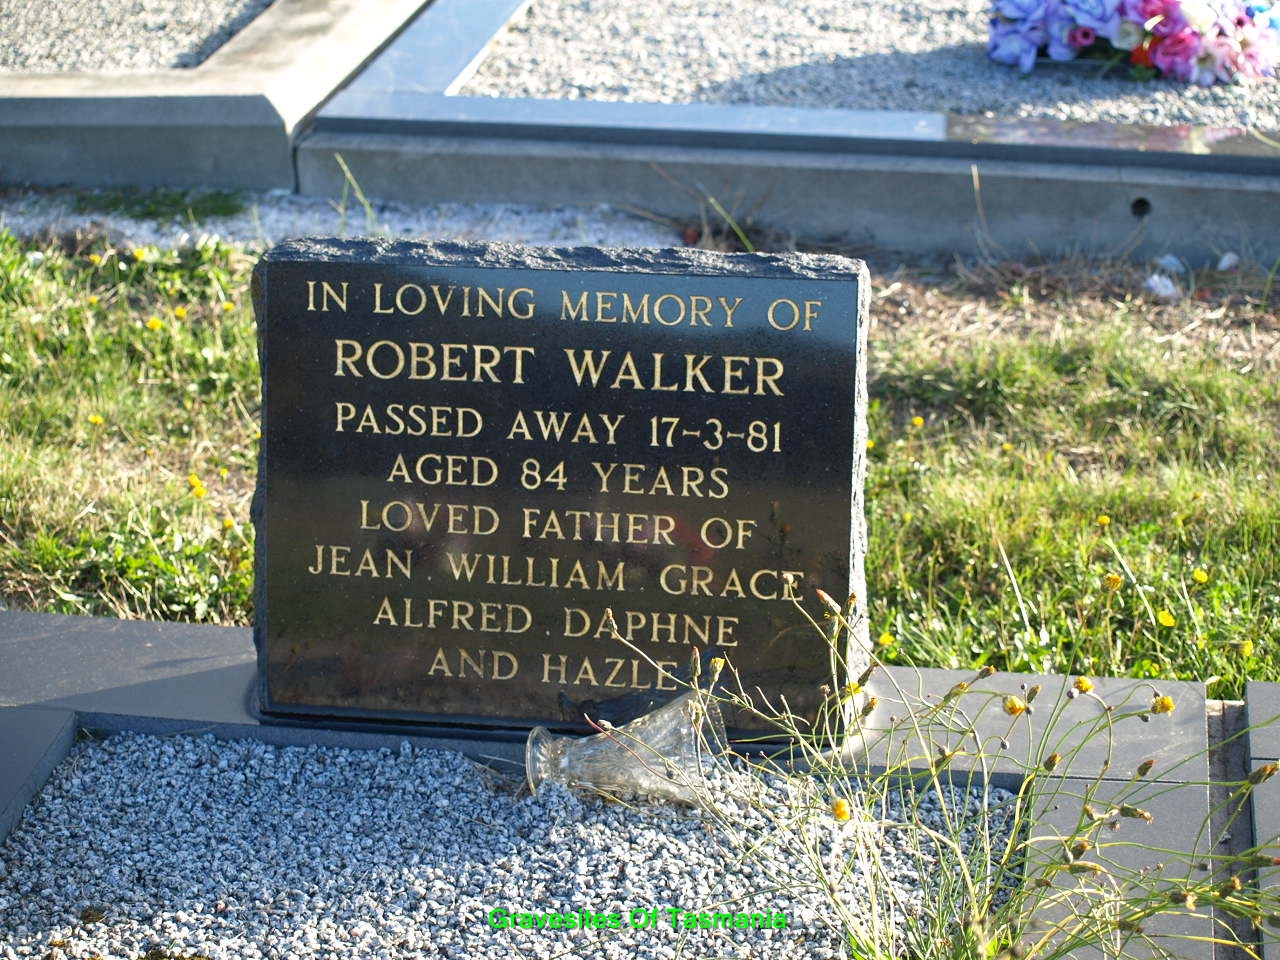 IN LOVING MEMORY OF
ROBERT WALKER
PASSED AWAY 17-3-81
AGED 84 YEARS
LOVED FATHER OF
JEAN . WILLIAM . GRACE
ALFRED . DAPHNE
AND HAZLE
Gravesites Of Tasmania